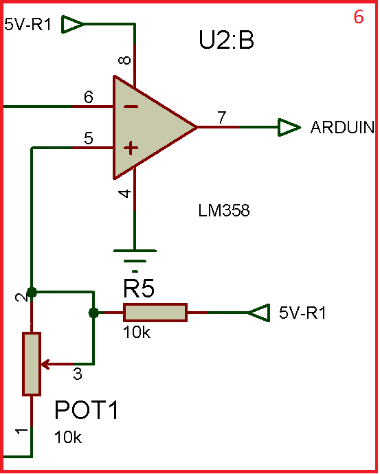 6
5V-R1
U2:B
8
6
5
7
ARDUIN
4
LM358
2
R5
10k
5V-R1
3
POT1
10k
1